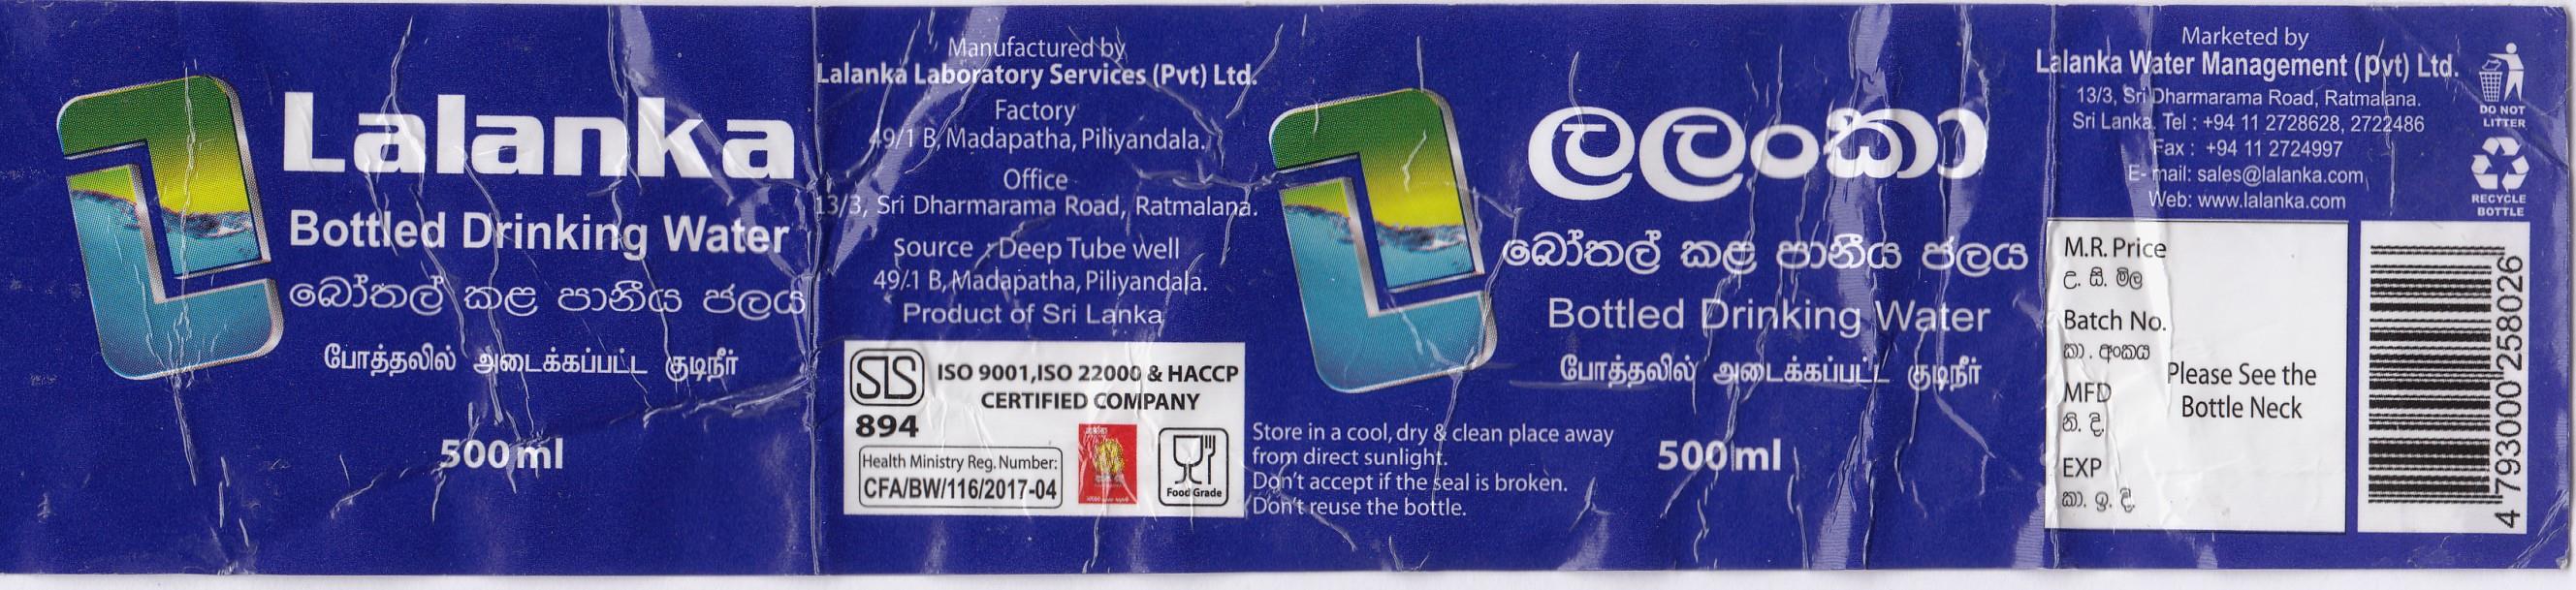 Lalanka
Bottled Drinking Water
බෝතල් කළ පානීය ජලය
போத்தலில் அடைக்கப்பட்ட குடிநீர்
500ml
Manufactured by
Lalanka Laboratory Services (Pvt) Ltd.
Factory
49/1 B, Madapatha, Piliyandala.
Office
13/3, Sri Dharmarama Road, Ratmalana.
Source : Deep Tube well
49/1 B, Madapatha, Piliyandala.
Product of Sri Lanka
SLS
894
ISO 9001,ISO 22000 & HACCP
CERTIFIED COMPANY
Health Ministry Reg. Number:
CFA/BW/116/2017-04
Food Grade
ලලංකා
බෝතල් කළ පානීය ජලය
Bottled Drinking Water
போத்தலில் அடைக்கப்பட்ட குடிநீர்
500ml
Store in a cool, dry & clean place away
from direct sunlight.
Don't accept if the seal is broken.
Don't reuse the bottle.
Marketed by
Lalanka Water Management (pvt) Ltd.
13/3, Sri Dharmarama Road, Ratmalana.
Sri Lanka. Tel : +94 11 2728628, 2722486
Fax : +94 11 2724997
E- mail: sales@lalanka.com
Web: www.lalanka.com
DO NOT
LITTER
RECYCLE
BOTTLE
M.R. Price
උ. සි. මිල
Batch No.
කා. අංකය
MFD
නි. දි.
EXP
කා. ඉ. දි.
Please See the
Bottle Neck
4 793000 258026